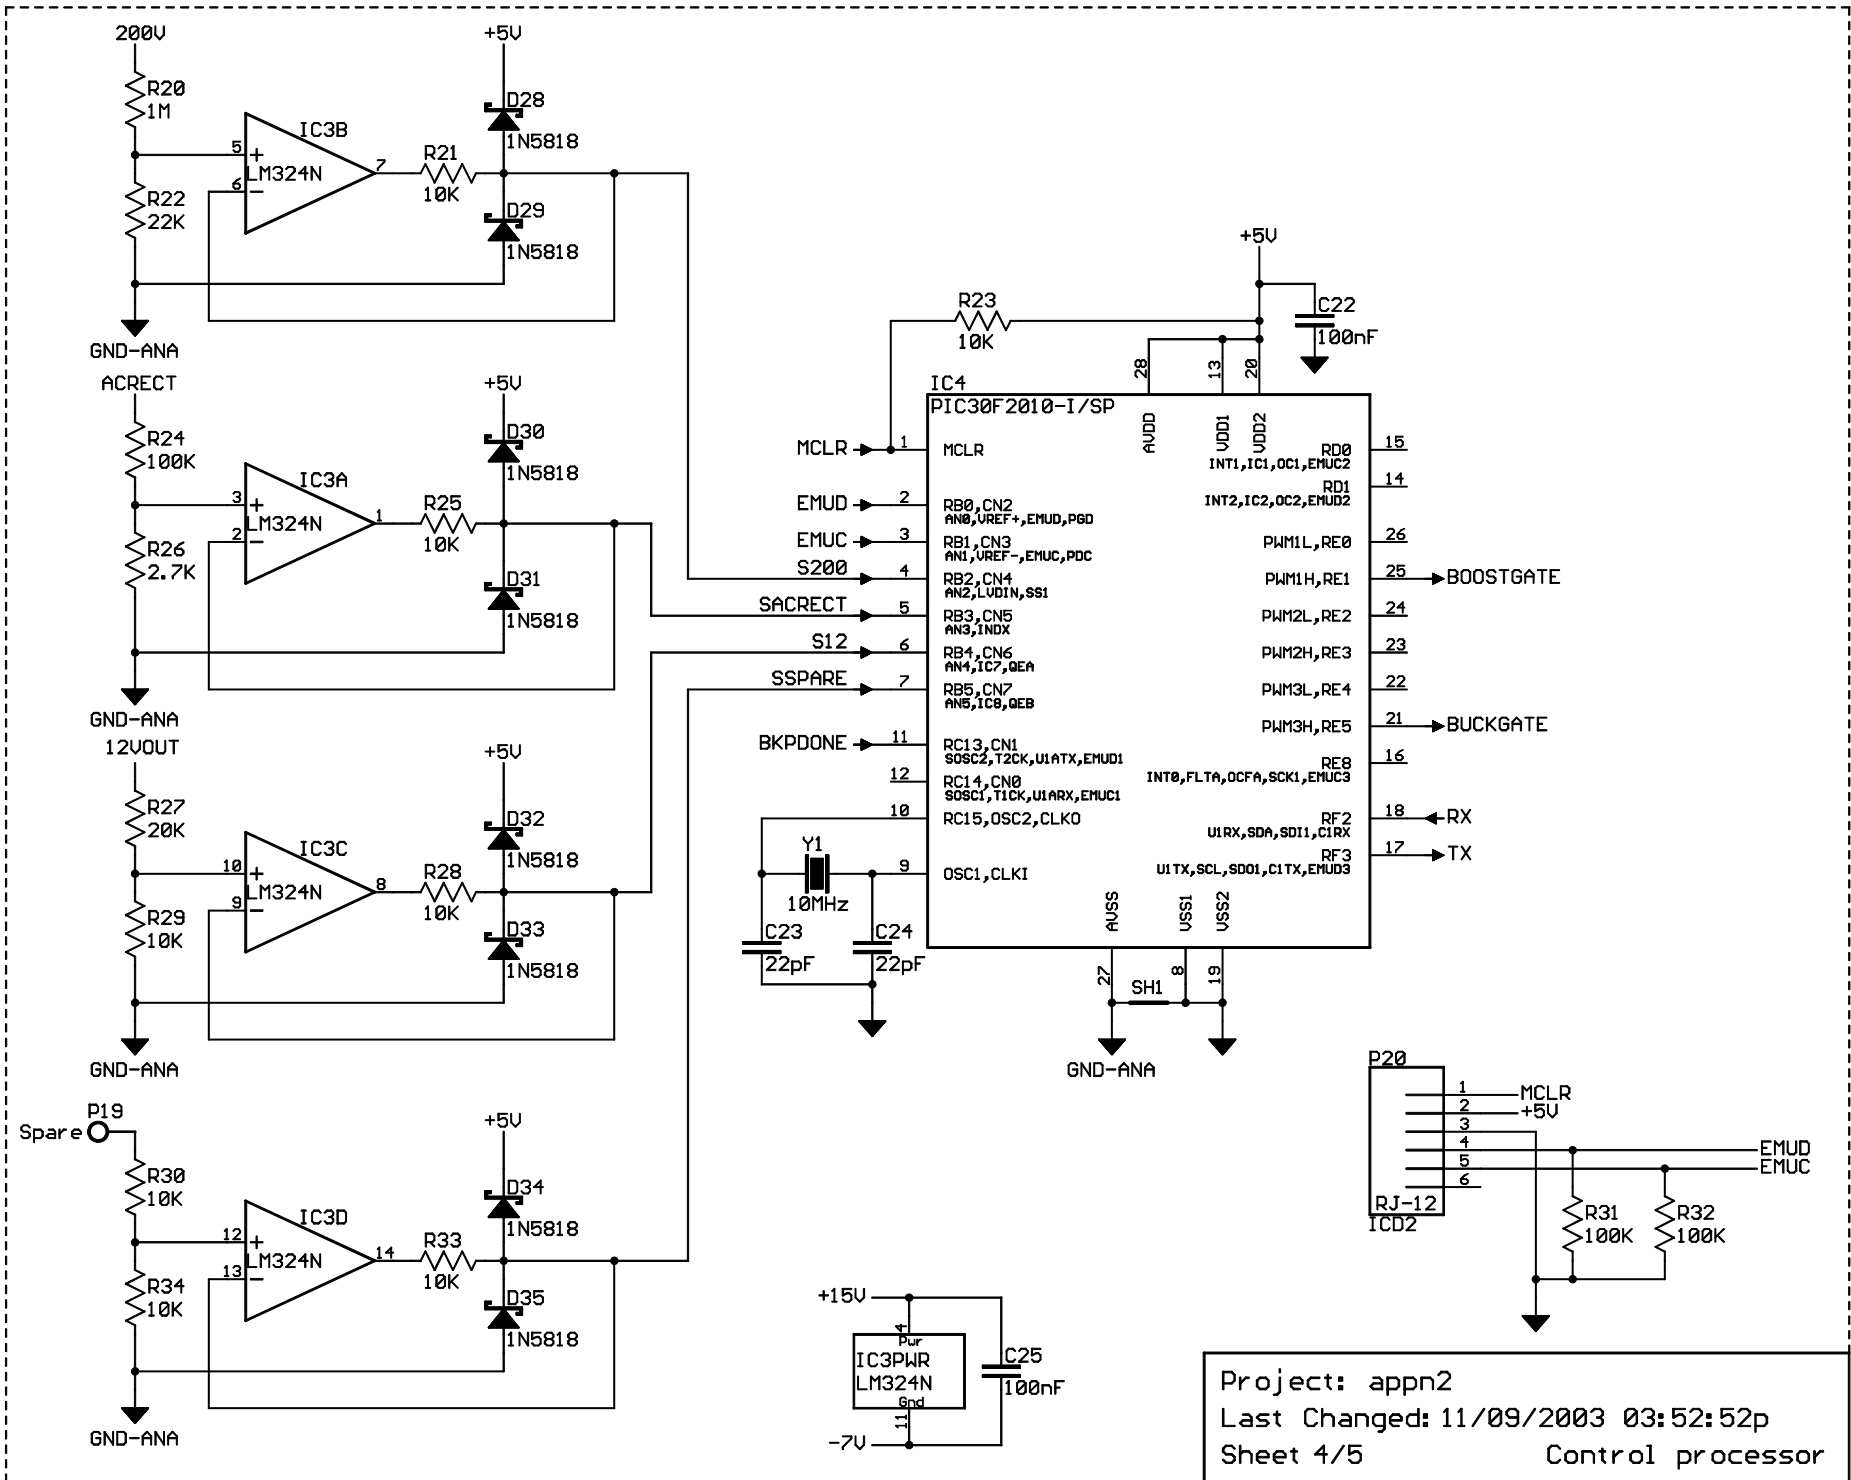 200V
R20
1M
5
6
IC3B
LM324N
7
R22
22K
R21
10K
+5V
D28
1N5818
D29
1N5818
GND-ANA
ACRECT
R24
100K
3
2
IC3A
LM324N
1
R26
2.7K
R25
10K
+5V
D30
1N5818
D31
1N5818
GND-ANA
12VOUT
R27
20K
10
9
IC3C
LM324N
8
R29
10K
R28
10K
+5V
D32
1N5818
D33
1N5818
GND-ANA
P19
Spare
R30
10K
12
13
IC3D
LM324N
14
R34
10K
R33
10K
+5V
D34
1N5818
D35
1N5818
GND-ANA
+5V
C22
100nF
R23
10K
IC4
PIC30F2010-I/SP
28
13
20
AVDD
VDD1
VDD2
MCLR
1
MCLR
EMUD
2
RB0,CN2
AN0,VREF+,EMUD,PGD
EMUC
3
RB1,CN3
AN1,VREF-,EMUC,PDC
S200
4
RB2,CN4
AN2,LVDIN,SS1
SACRECT
5
RB3,CN5
AN3,INDX
S12
6
RB4,CN6
AN4,IC7,QEA
SSPARE
7
RB5,CN7
AN5,IC8,QEB
BKPDONE
11
RC13,CN1
SOSC2,T2CK,U1ATX,EMUD1
12
RC14,CN0
SOSC1,T1CK,U1ARX,EMUC1
10
RC15,OSC2,CLKO
9
OSC1,CLKI
Y1
10MHz
C23
22pF
C24
22pF
RD0
15
INT1,IC1,OC1,EMUC2
RD1
14
INT2,IC2,OC2,EMUD2
PWM1L,RE0
26
PWM1H,RE1
25
BOOSTGATE
PWM2L,RE2
24
PWM2H,RE3
23
PWM3L,RE4
22
PWM3H,RE5
21
BUCKGATE
RE8
16
INT0,FLTA,OCFA,SCK1,EMUC3
RF2
18
RX
U1RX,SDA,SDI1,C1RX
RF3
17
TX
U1TX,SCL,SDO1,C1TX,EMUD3
AVSS
VSS1
VSS2
27
8
19
SH1
GND-ANA
P20
1
MCLR
2
+5V
3
4
EMUD
5
EMUC
6
RJ-12
ICD2
R31
100K
R32
100K
+15V
4
Pwr
IC3PWR
LM324N
Gnd
11
-7V
C25
100nF
Project: appn2
Last Changed: 11/09/2003 03:52:52p
Sheet 4/5 Control processor